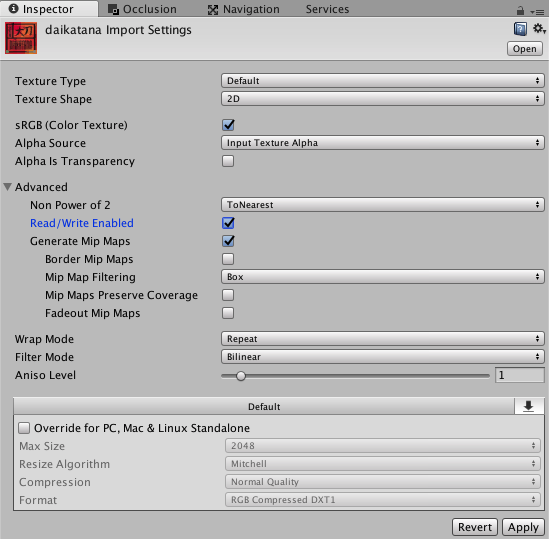 Inspector Occlusion Navigation Services
daikatana Import Settings
Open
Texture Type Default
Texture Shape 2D
sRGB (Color Texture)
Alpha Source Input Texture Alpha
Alpha Is Transparency
Advanced
Non Power of 2 ToNearest
Read/Write Enabled
Generate Mip Maps
Border Mip Maps
Mip Map Filtering Box
Mip Maps Preserve Coverage
Fadeout Mip Maps
Wrap Mode Repeat
Filter Mode Bilinear
Aniso Level 1
Default
Override for PC, Mac & Linux Standalone
Max Size 2048
Resize Algorithm Mitchell
Compression Normal Quality
Format RGB Compressed DXT1
Revert Apply